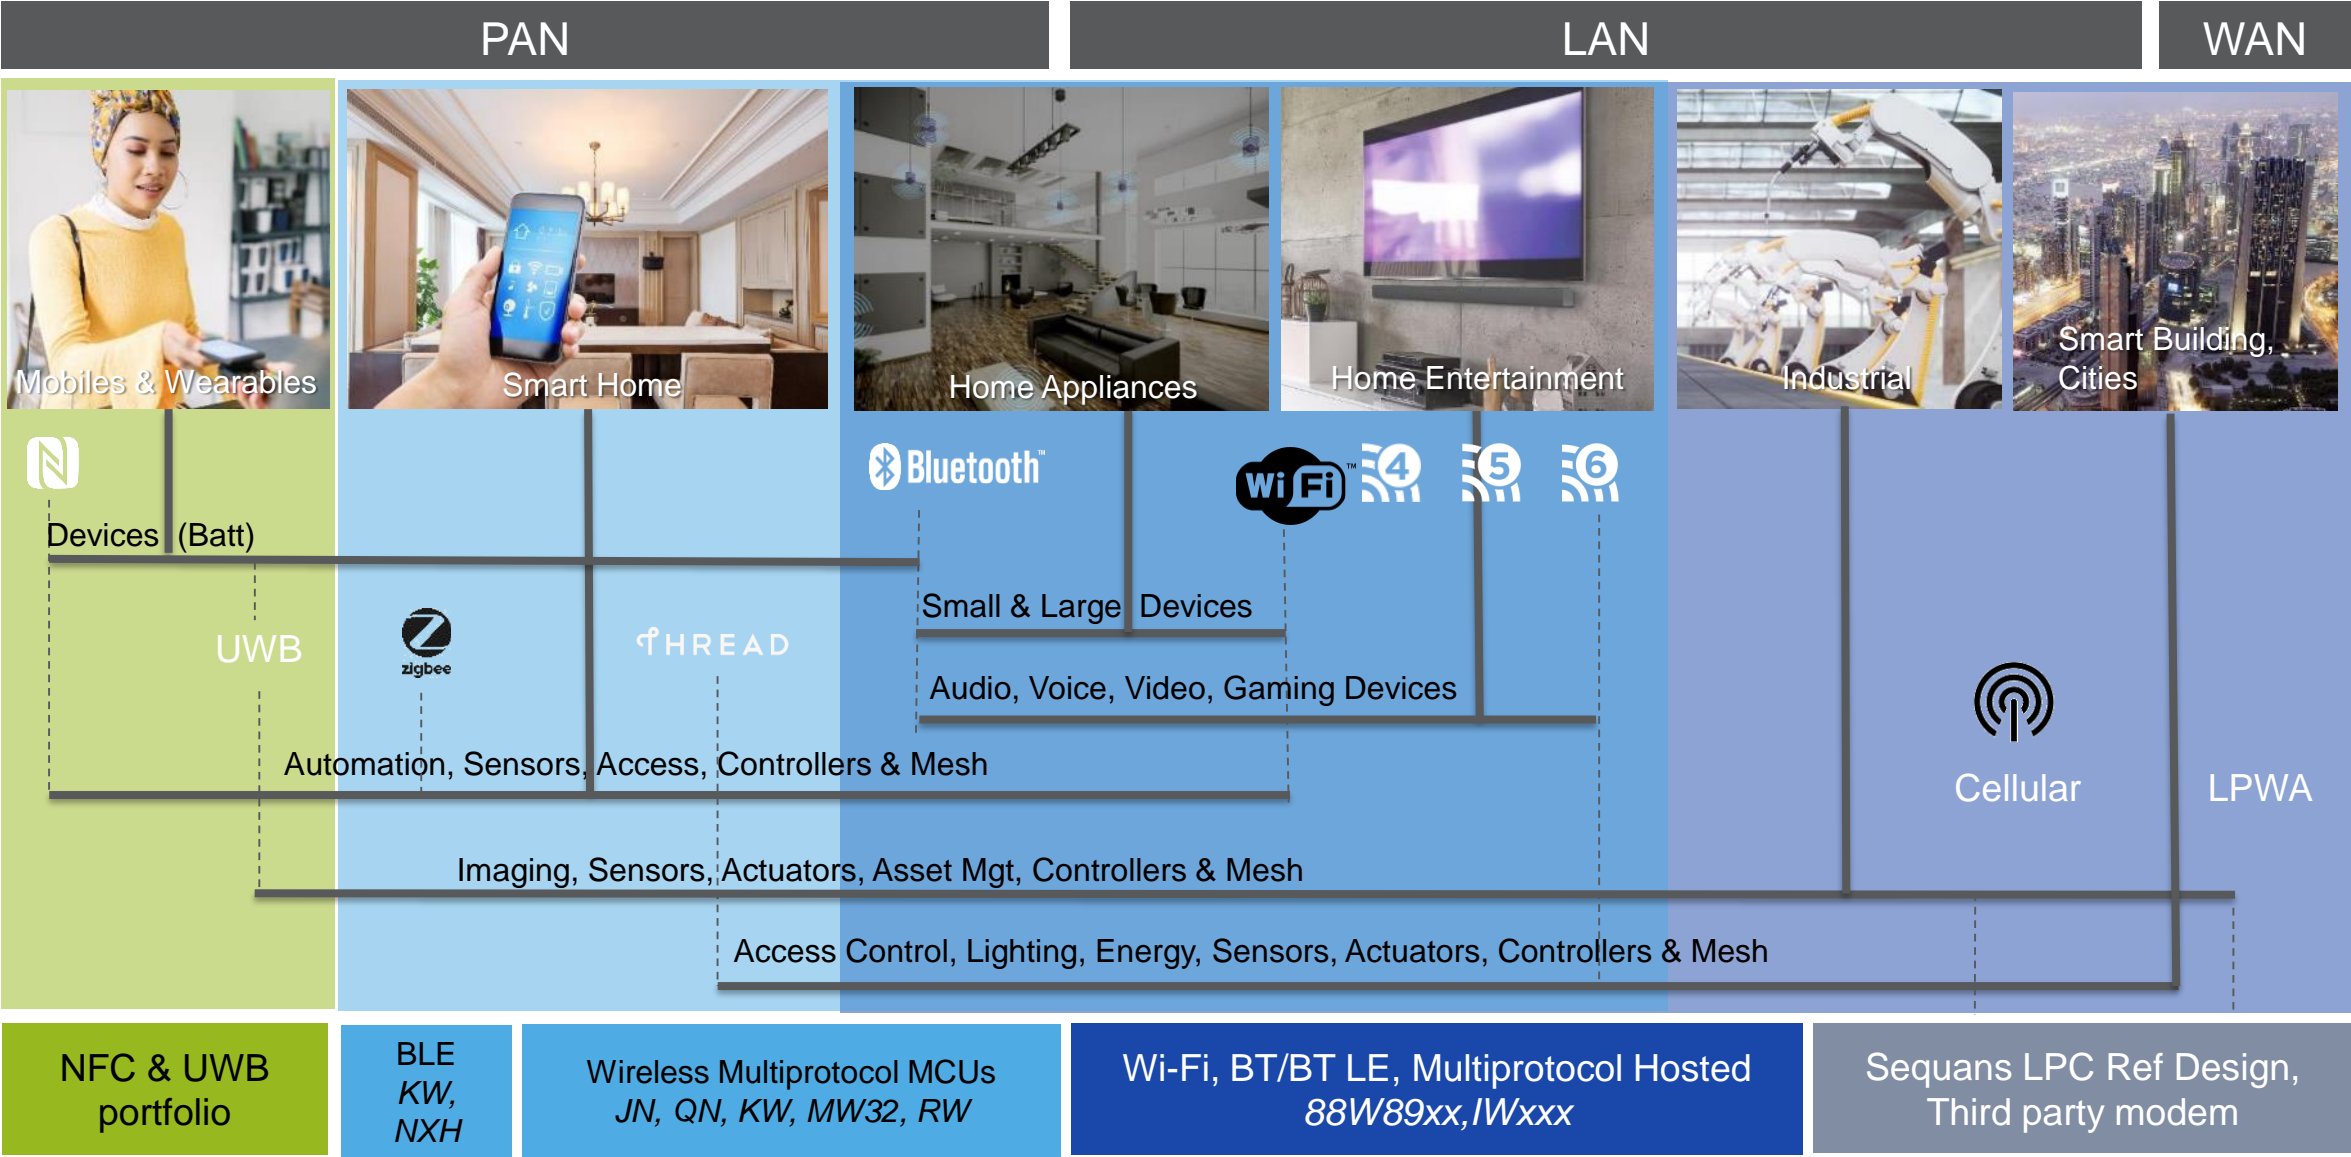 PAN
LAN
WAN
Mobiles & Wearables
Smart Home
Home Appliances
Home Entertainment
Industrial
Smart Building,
Cities
Bluetooth™
Wi Fi™
4
5
6
Devices (Batt)
Small & Large Devices
UWB
zigbee
THREAD
Audio, Voice, Video, Gaming Devices
Automation, Sensors, Access, Controllers & Mesh
Cellular
LPWA
Imaging, Sensors, Actuators, Asset Mgt, Controllers & Mesh
Access Control, Lighting, Energy, Sensors, Actuators, Controllers & Mesh
NFC & UWB
portfolio
BLE
KW,
NXH
Wireless Multiprotocol MCUs
JN, QN, KW, MW32, RW
Wi-Fi, BT/BT LE, Multiprotocol Hosted
88W89xx,IWxxx
Sequans LPC Ref Design,
Third party modem